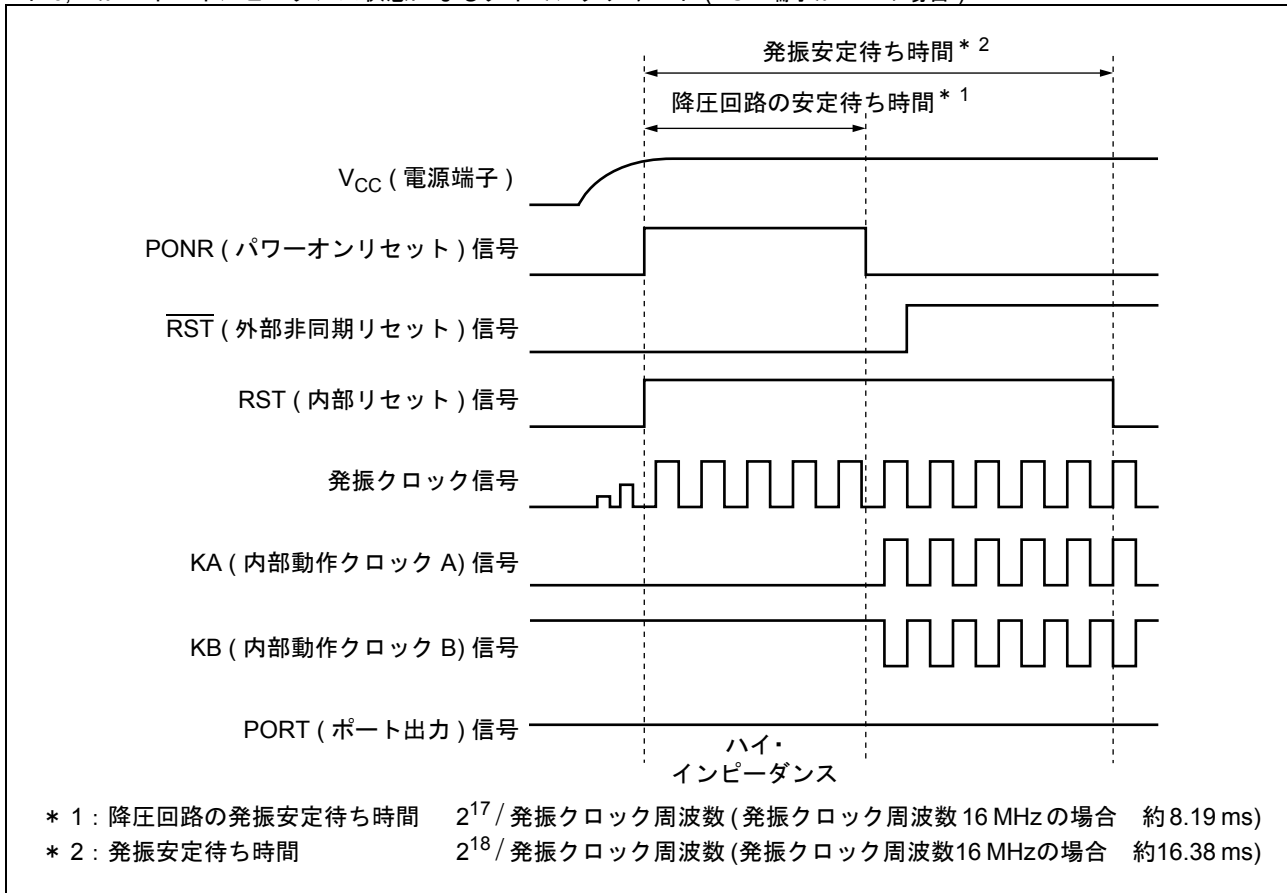 発振安定待ち時間＊2
降圧回路の安定待ち時間＊1
VCC ( 電源端子 )
PONR ( パワーオンリセット ) 信号
RST ( 外部非同期リセット ) 信号
RST ( 内部リセット ) 信号
発振クロック信号
KA ( 内部動作クロック A) 信号
KB ( 内部動作クロック B) 信号
PORT ( ポート出力 ) 信号
ハイ・
インピーダンス
＊1 : 降圧回路の発振安定待ち時間 2^17 / 発振クロック周波数 ( 発振クロック周波数 16 MHz の場合 約 8.19 ms)
＊2 : 発振安定待ち時間 2^18 / 発振クロック周波数 (発振クロック周波数16 MHzの場合 約16.38 ms)